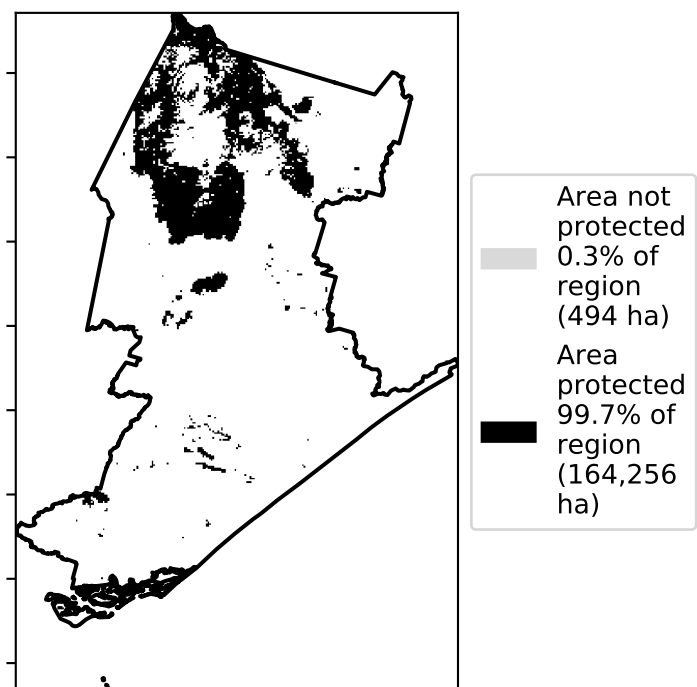 Area not
protected
0.3% of
region
(494 ha)
Area
protected
99.7% of
region
(164,256
ha)